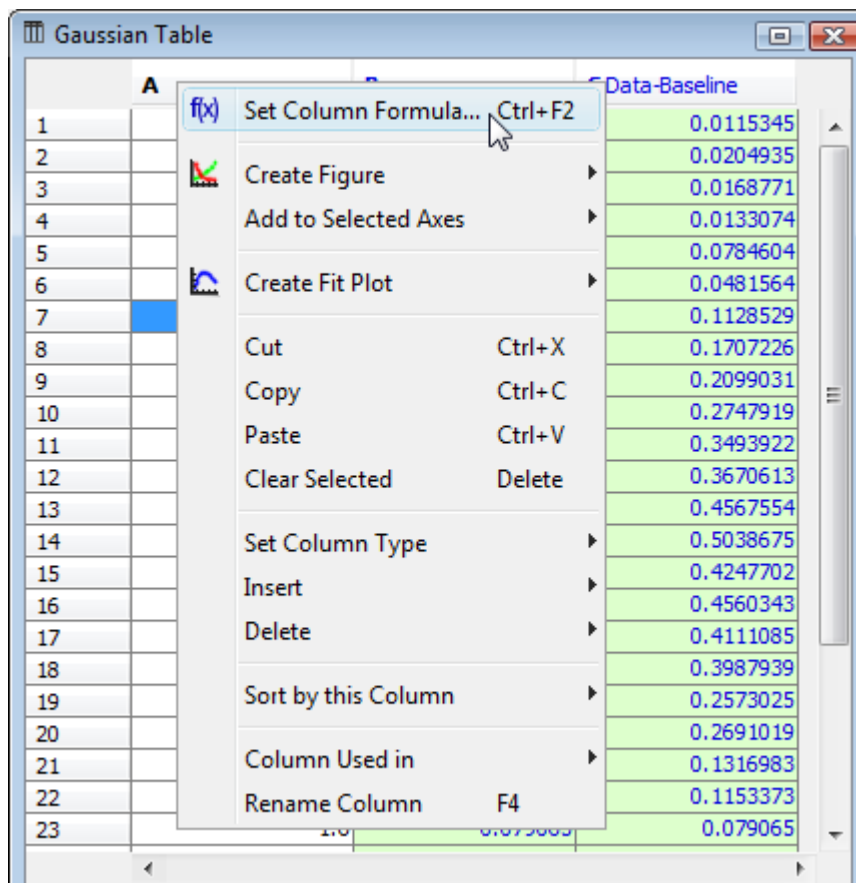 Gaussian Table
A
Data-Baseline
f(x) Set Column Formula... Ctrl+F2
Create Figure
Add to Selected Axes
Create Fit Plot
Cut Ctrl+X
Copy Ctrl+C
Paste Ctrl+V
Clear Selected Delete
Set Column Type
Insert
Delete
Sort by this Column
Column Used in
Rename Column F4
1 0.0115345
2 0.0204935
3 0.0168771
4 0.0133074
5 0.0784604
6 0.0481564
7 0.1128529
8 0.1707226
9 0.2099031
10 0.2747919
11 0.3493922
12 0.3670613
13 0.4567554
14 0.5038675
15 0.4247702
16 0.4560343
17 0.4111085
18 0.3987939
19 0.2573025
20 0.2691019
21 0.1316983
22 0.1153373
23 0.079065